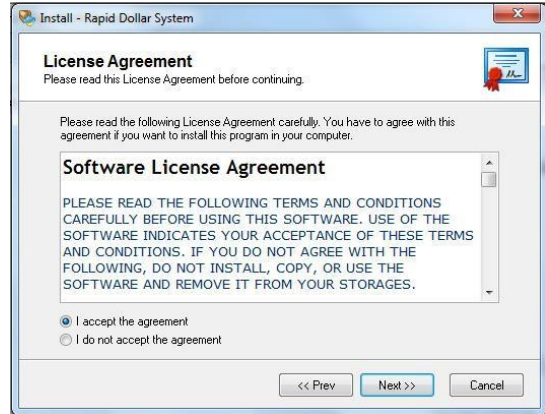 Install - Rapid Dollar System
License Agreement
Please read this License Agreement before continuing.
Please read the following License Agreement carefully. You have to agree with this
agreement if you want to install this program in your computer.
Software License Agreement
PLEASE READ THE FOLLOWING TERMS AND CONDITIONS
CAREFULLY BEFORE USING THIS SOFTWARE. USE OF THE
SOFTWARE INDICATES YOUR ACCEPTANCE OF THESE TERMS
AND CONDITIONS. IF YOU DO NOT AGREE WITH THE
FOLLOWING, DO NOT INSTALL, COPY, OR USE THE
SOFTWARE AND REMOVE IT FROM YOUR STORAGES.
I accept the agreement
I do not accept the agreement
<< Prev Next >> Cancel